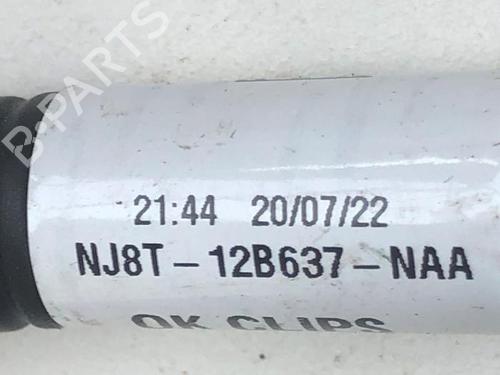 B-PARTS
21:44 20/07/22
NJ8T-12B637-NAA
OK CLIPS